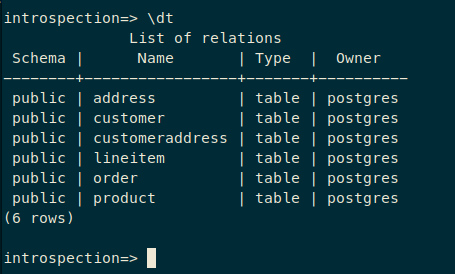 introspection=> \dt
              List of relations
 Schema |      Name       | Type  |  Owner
--------+-----------------+-------+----------
 public | address         | table | postgres
 public | customer        | table | postgres
 public | customeraddress | table | postgres
 public | lineitem        | table | postgres
 public | order           | table | postgres
 public | product         | table | postgres
(6 rows)

introspection=>